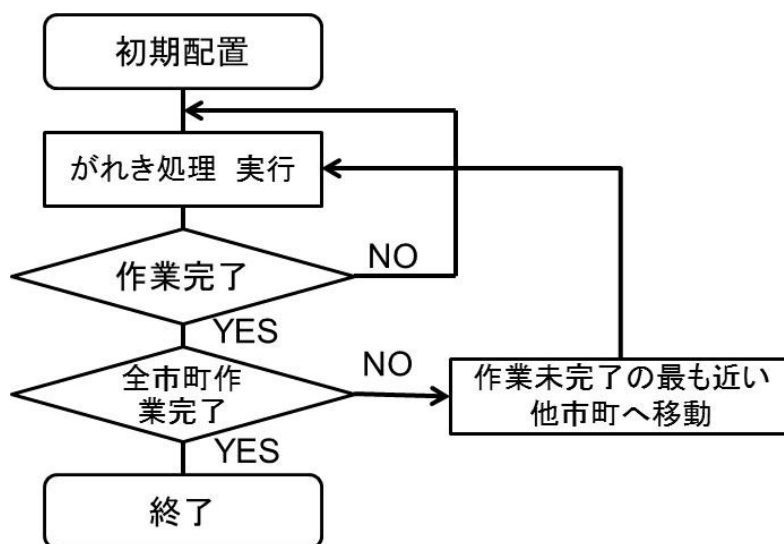 初期配置
がれき処理 実行
作業完了
NO
YES
全市町作
業完了
NO
作業未完了の最も近い
他市町へ移動
YES
終了